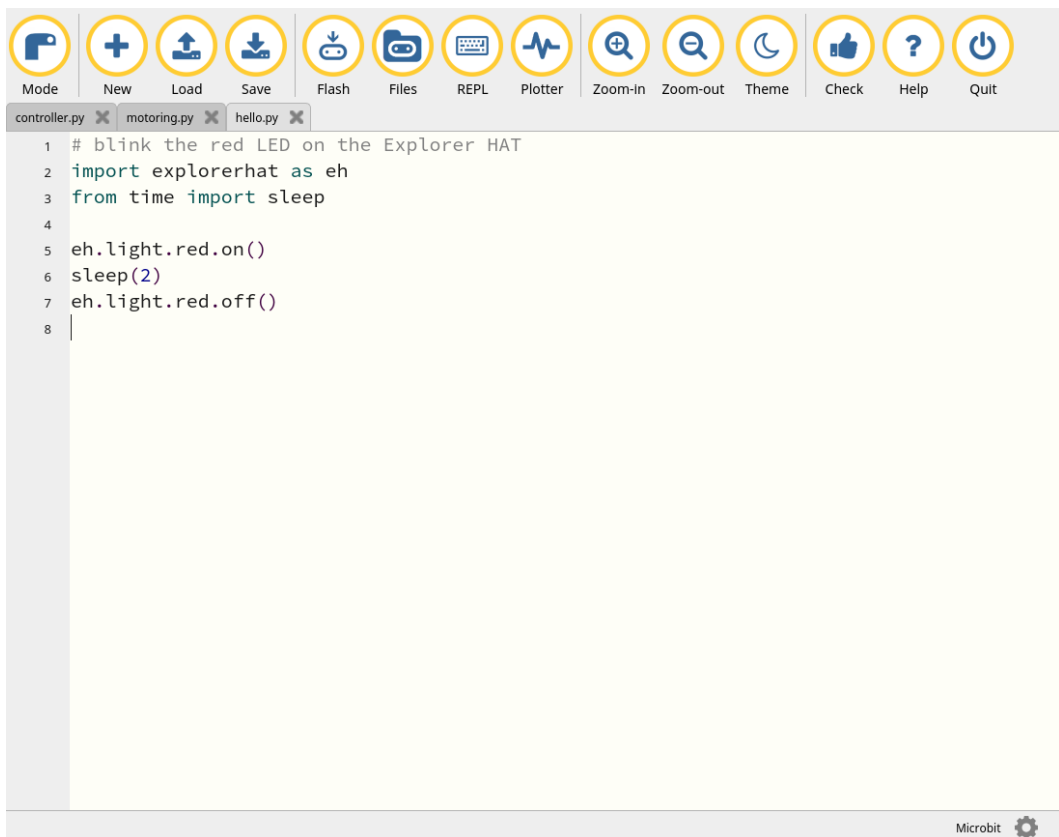 Mode New Load Save Flash Files REPL Plotter Zoom-in Zoom-out Theme Check Help Quit
controller.py motoring.py hello.py
1 # blink the red LED on the Explorer HAT
2 import explorerhat as eh
3 from time import sleep
4
5 eh.light.red.on()
6 sleep(2)
7 eh.light.red.off()
8
Microbit